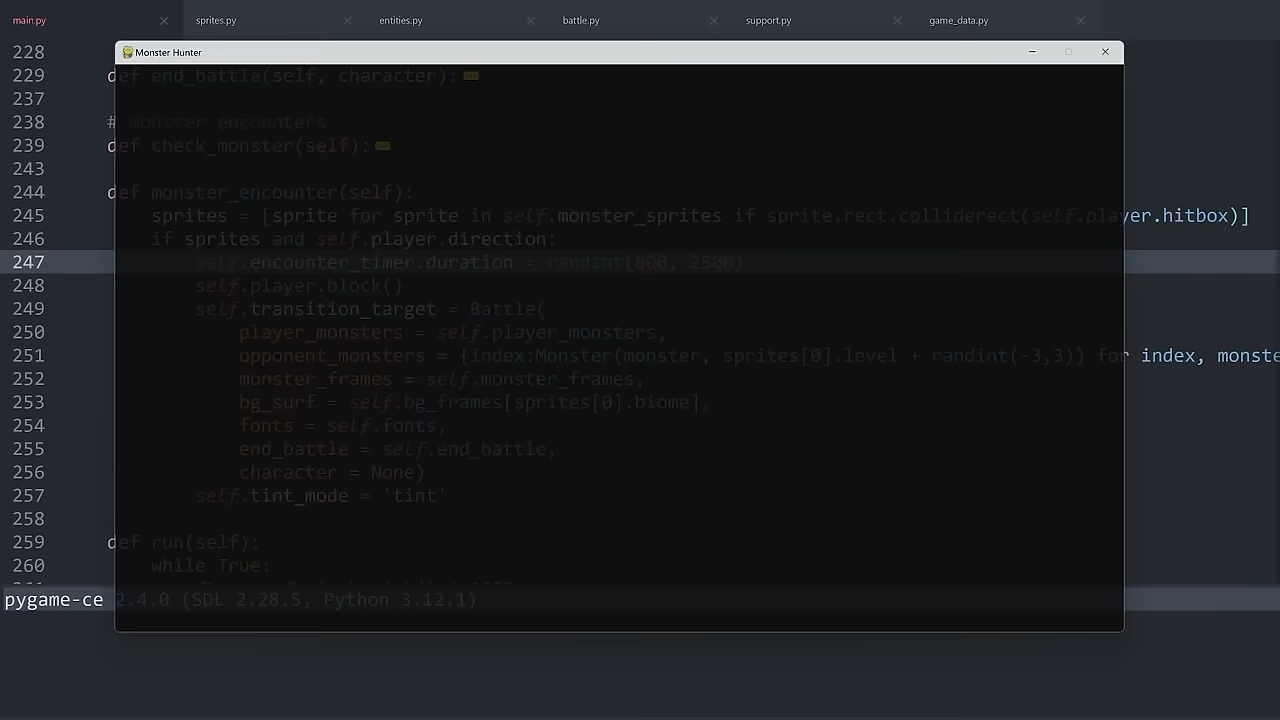 main.py
sprites.py
entities.py
battle.py
support.py
game_data.py
Monster Hunter
228
229 def end_battle(self, character):
237
238 # monster encounters
239 def check_monster(self):
243
244 def monster_encounter(self):
245 sprites = [sprite for sprite in self.monster_sprites if sprite.rect.colliderect(self.player.hitbox)]
246 if sprites and self.player.direction:
247 self.encounter_timer.duration = randint(800, 2500)
248 self.player.block()
249 self.transition_target = Battle(
250 player_monsters = self.player_monsters,
251 opponent_monsters = {index:Monster(monster, sprites[0].level + randint(-3,3)) for index, monste
252 monster_frames = self.monster_frames,
253 bg_surf = self.bg_frames[sprites[0].biome],
254 fonts = self.fonts,
255 end_battle = self.end_battle,
256 character = None)
257 self.tint_mode = 'tint'
258
259 def run(self):
260 while True:
pygame-ce 2.4.0 (SDL 2.28.5, Python 3.12.1)